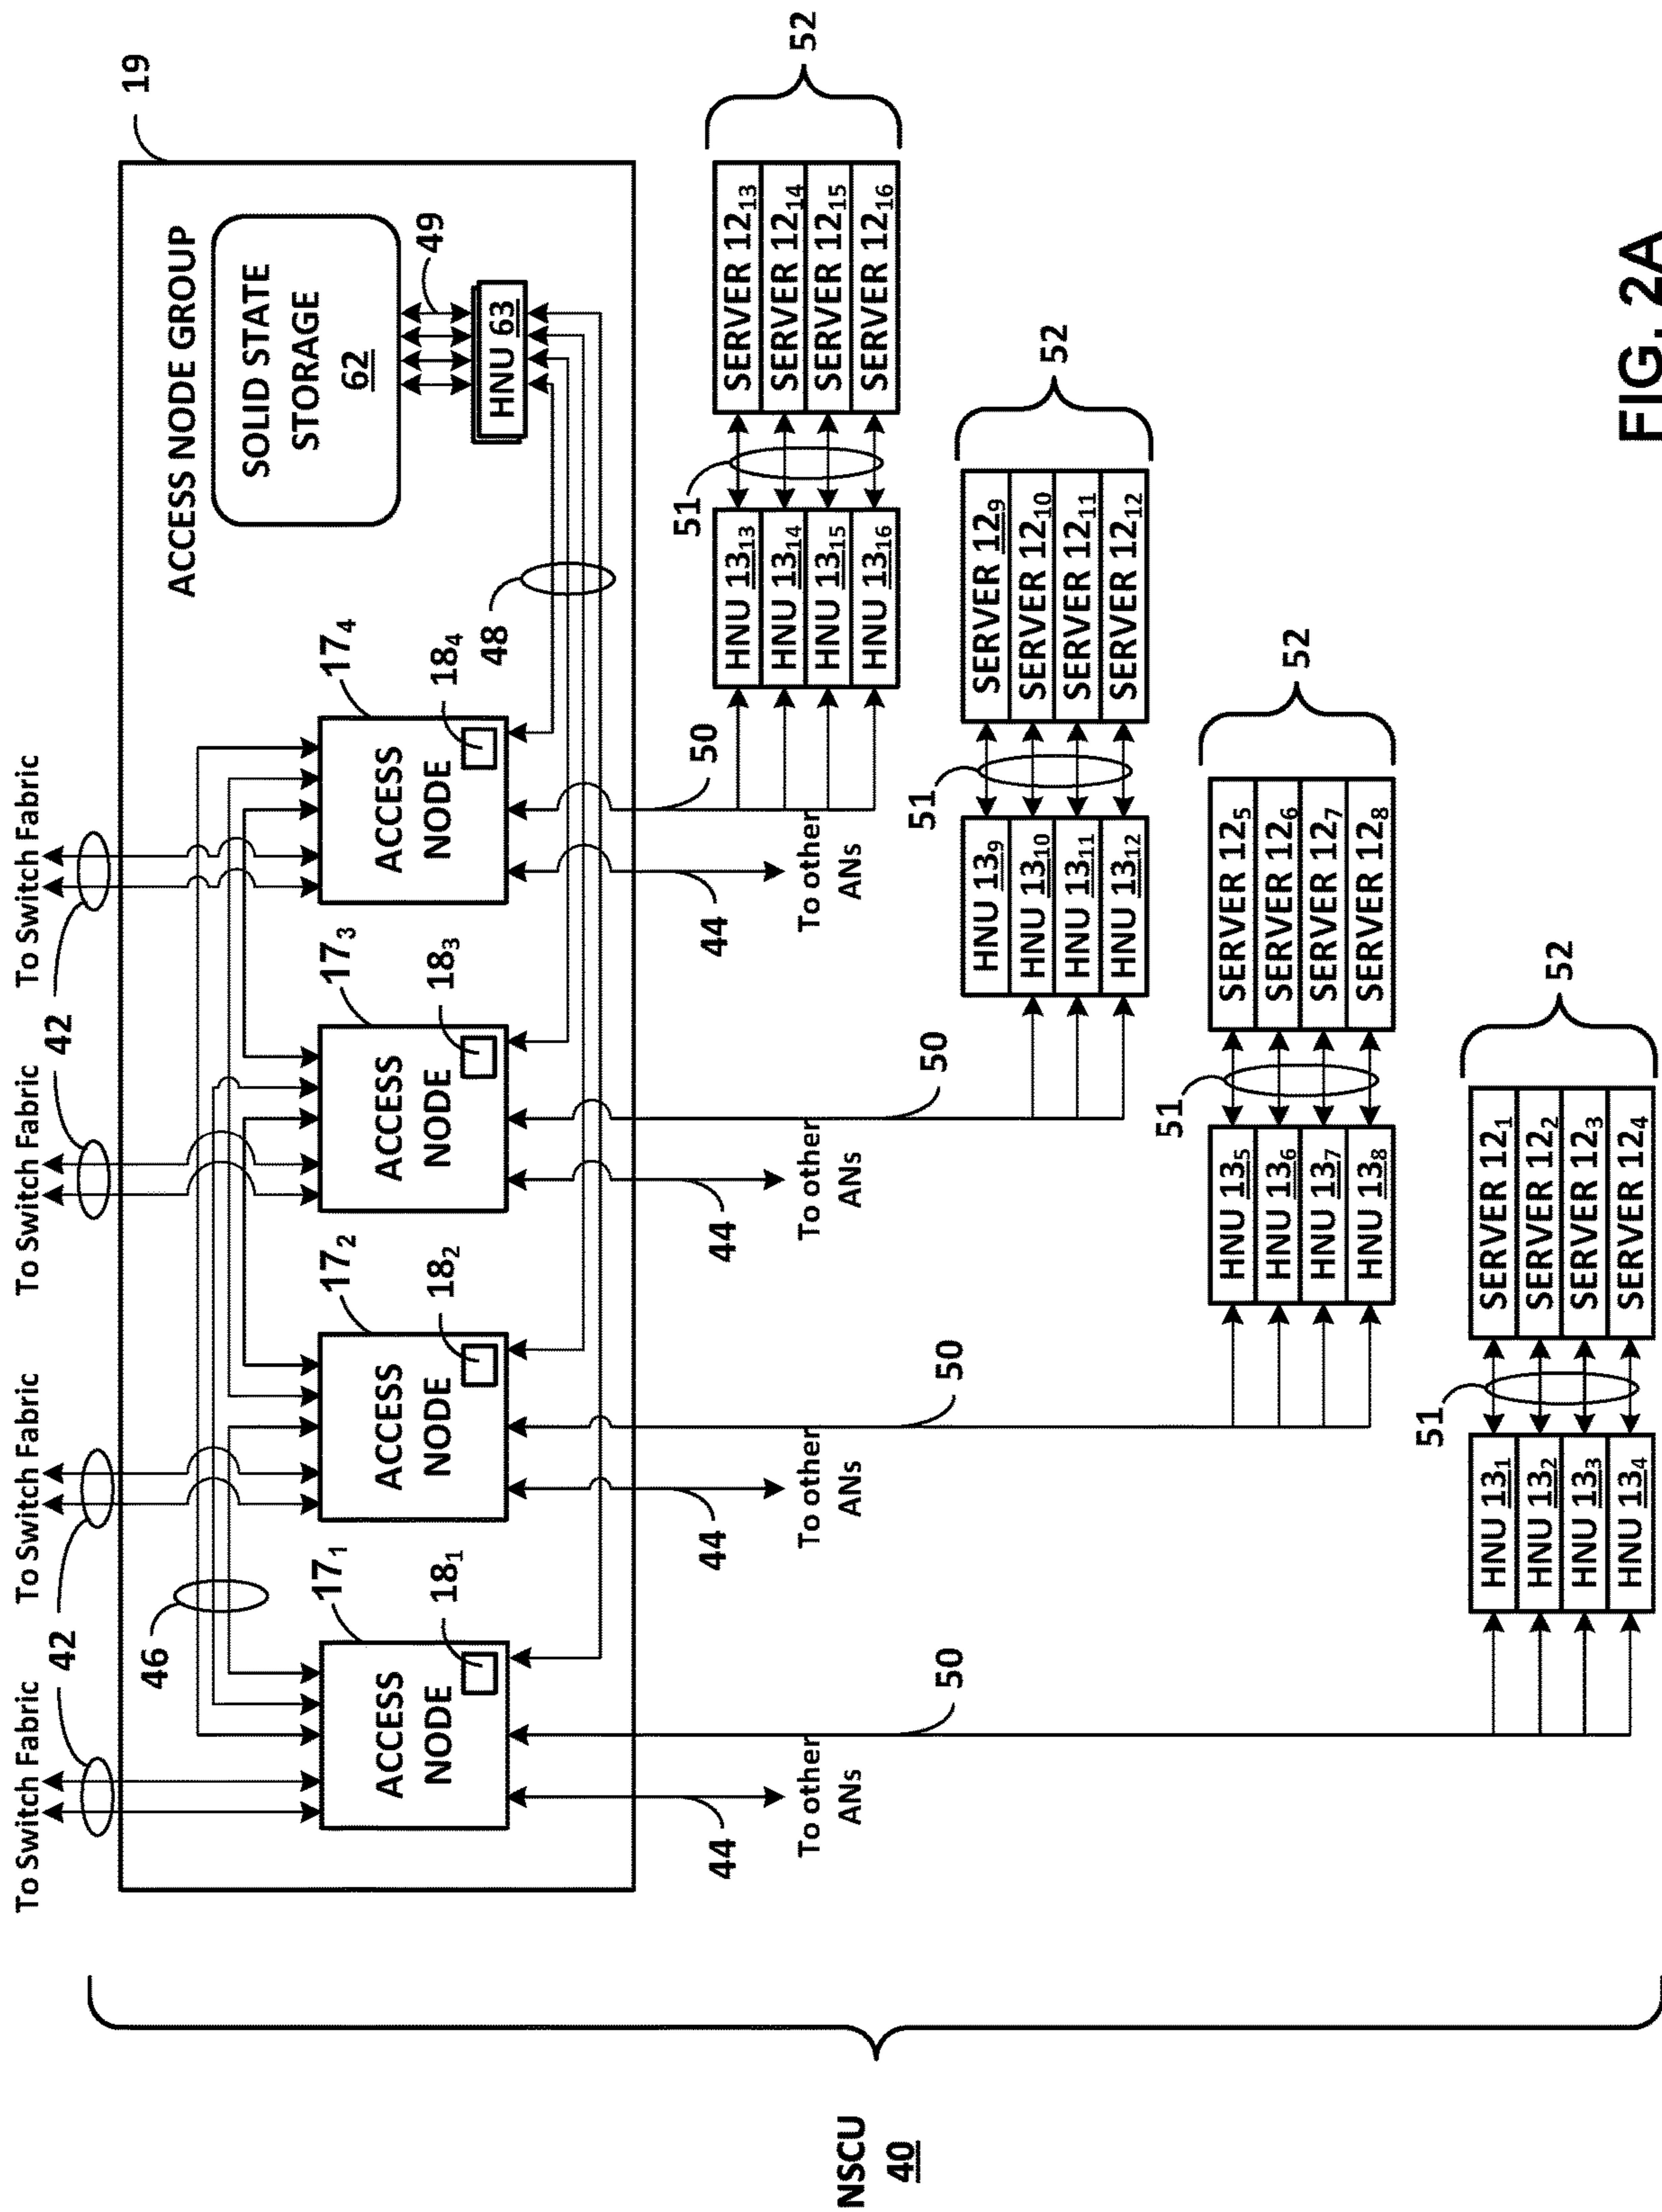 To Switch Fabric
To Switch Fabric
To Switch Fabric
To Switch Fabric
42
42
19
ACCESS NODE GROUP
46
SOLID STATE
STORAGE
62
49
HNU 63
48
17₁
ACCESS
NODE
18₁
17₂
ACCESS
NODE
18₂
17₃
ACCESS
NODE
18₃
17₄
ACCESS
NODE
18₄
44
To other
ANs
50
44
To other
ANs
50
44
To other
ANs
50
44
To other
ANs
50
HNU 13₁₃
HNU 13₁₄
HNU 13₁₅
HNU 13₁₆
51
SERVER 12₁₃
SERVER 12₁₄
SERVER 12₁₅
SERVER 12₁₆
52
HNU 13₉
HNU 13₁₀
HNU 13₁₁
HNU 13₁₂
51
SERVER 12₉
SERVER 12₁₀
SERVER 12₁₁
SERVER 12₁₂
52
HNU 13₅
HNU 13₆
HNU 13₇
HNU 13₈
51
SERVER 12₅
SERVER 12₆
SERVER 12₇
SERVER 12₈
52
HNU 13₁
HNU 13₂
HNU 13₃
HNU 13₄
51
SERVER 12₁
SERVER 12₂
SERVER 12₃
SERVER 12₄
52
NSCU
40
FIG. 2A